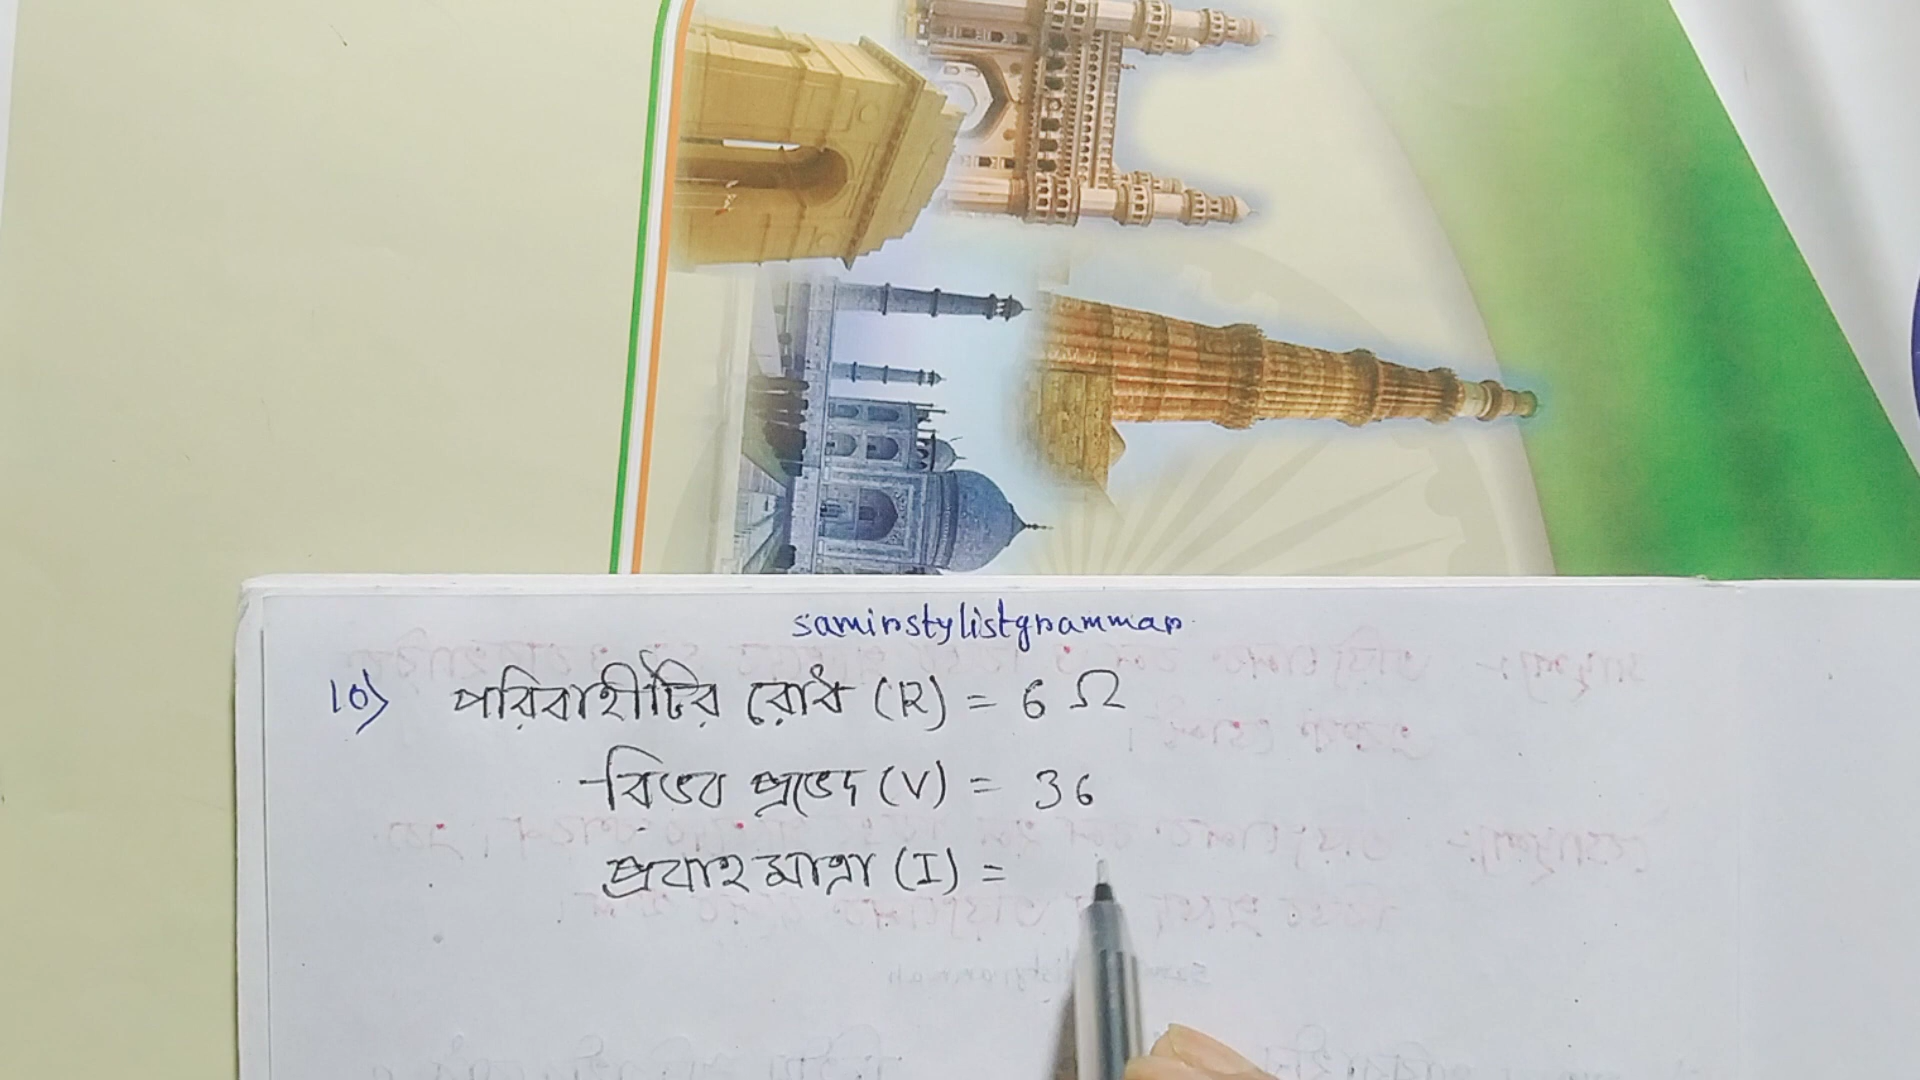 saminstylistgrammar
10) পরিবাহীটির রোধ (R) = 6 Ω
বিভব প্রভেদ (V) = 36
প্রবাহ মাত্রা (I) =